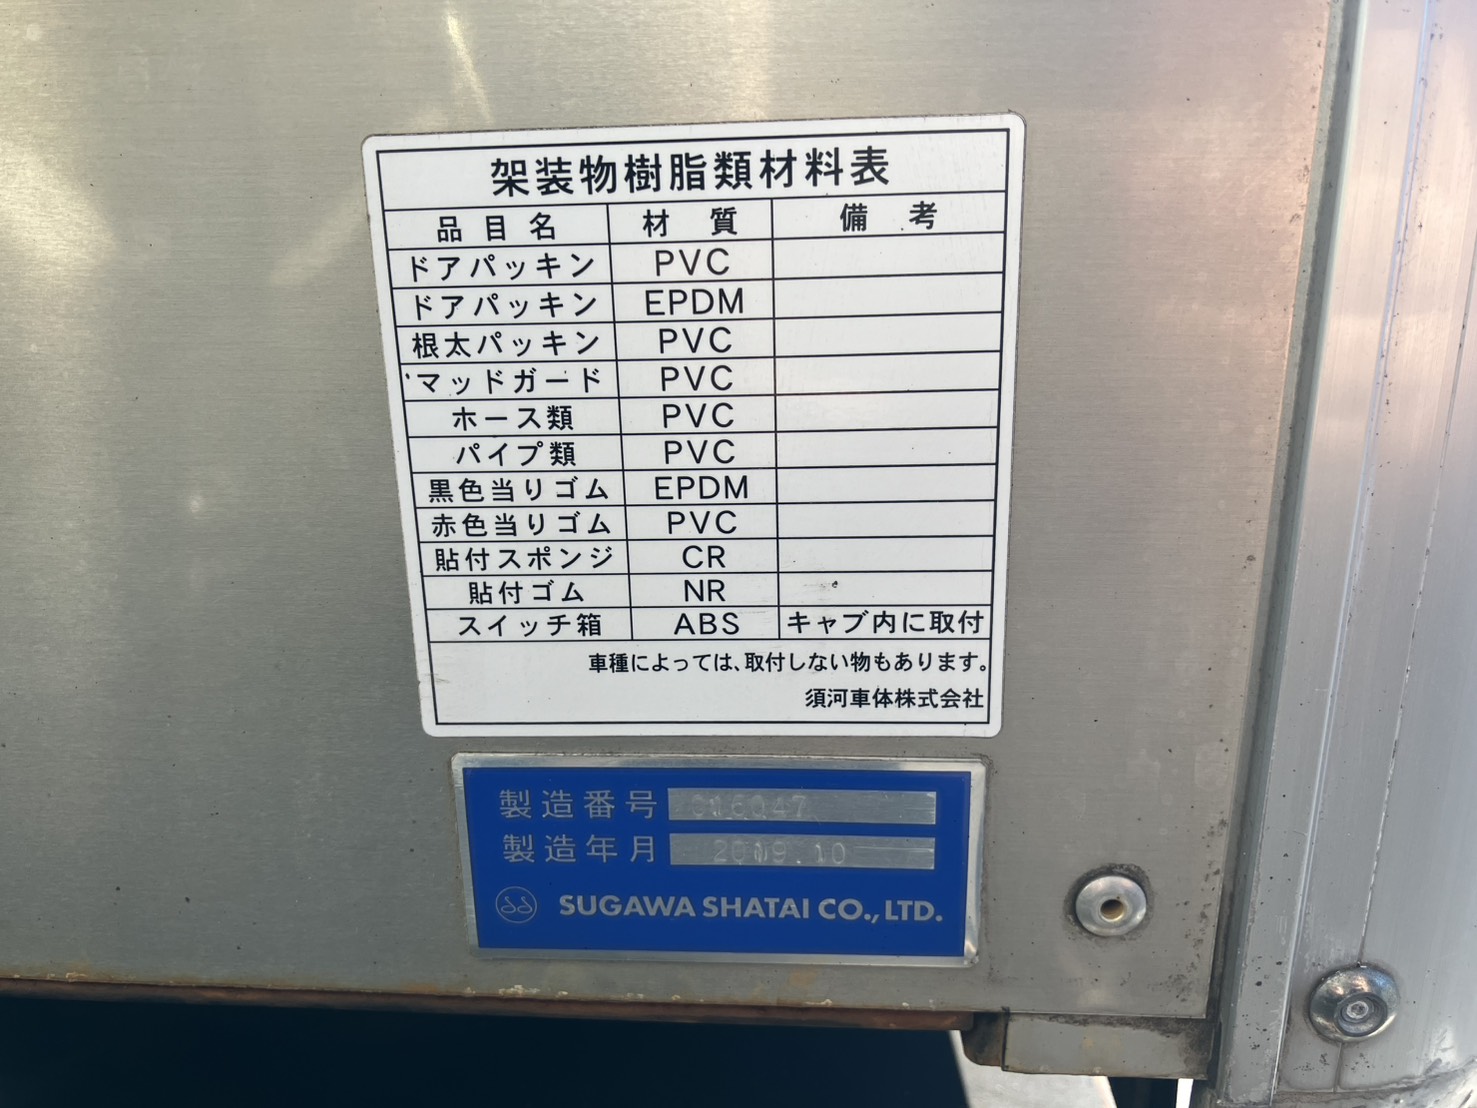 架装物樹脂類材料表
品目名 材質 備考
ドアパッキン PVC
ドアパッキン EPDM
根太パッキン PVC
マッドガード PVC
ホース類 PVC
パイプ類 PVC
黒色当りゴム EPDM
赤色当りゴム PVC
貼付スポンジ CR
貼付ゴム NR
スイッチ箱 ABS キャブ内に取付
車種によっては、取付しない物もあります。
須河車体株式会社
製造番号
製造年月 2019.10
SUGAWA SHATAI CO., LTD.